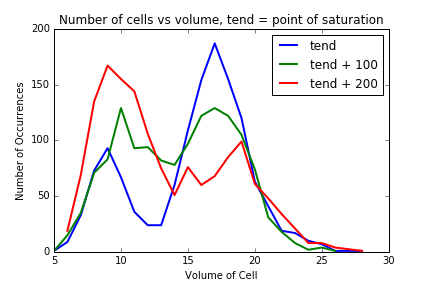 Number of cells vs volume, tend = point of saturation
200
150
100
50
0
Number of Occurrences
tend
tend + 100
tend + 200
5 10 15 20 25 30
Volume of Cell